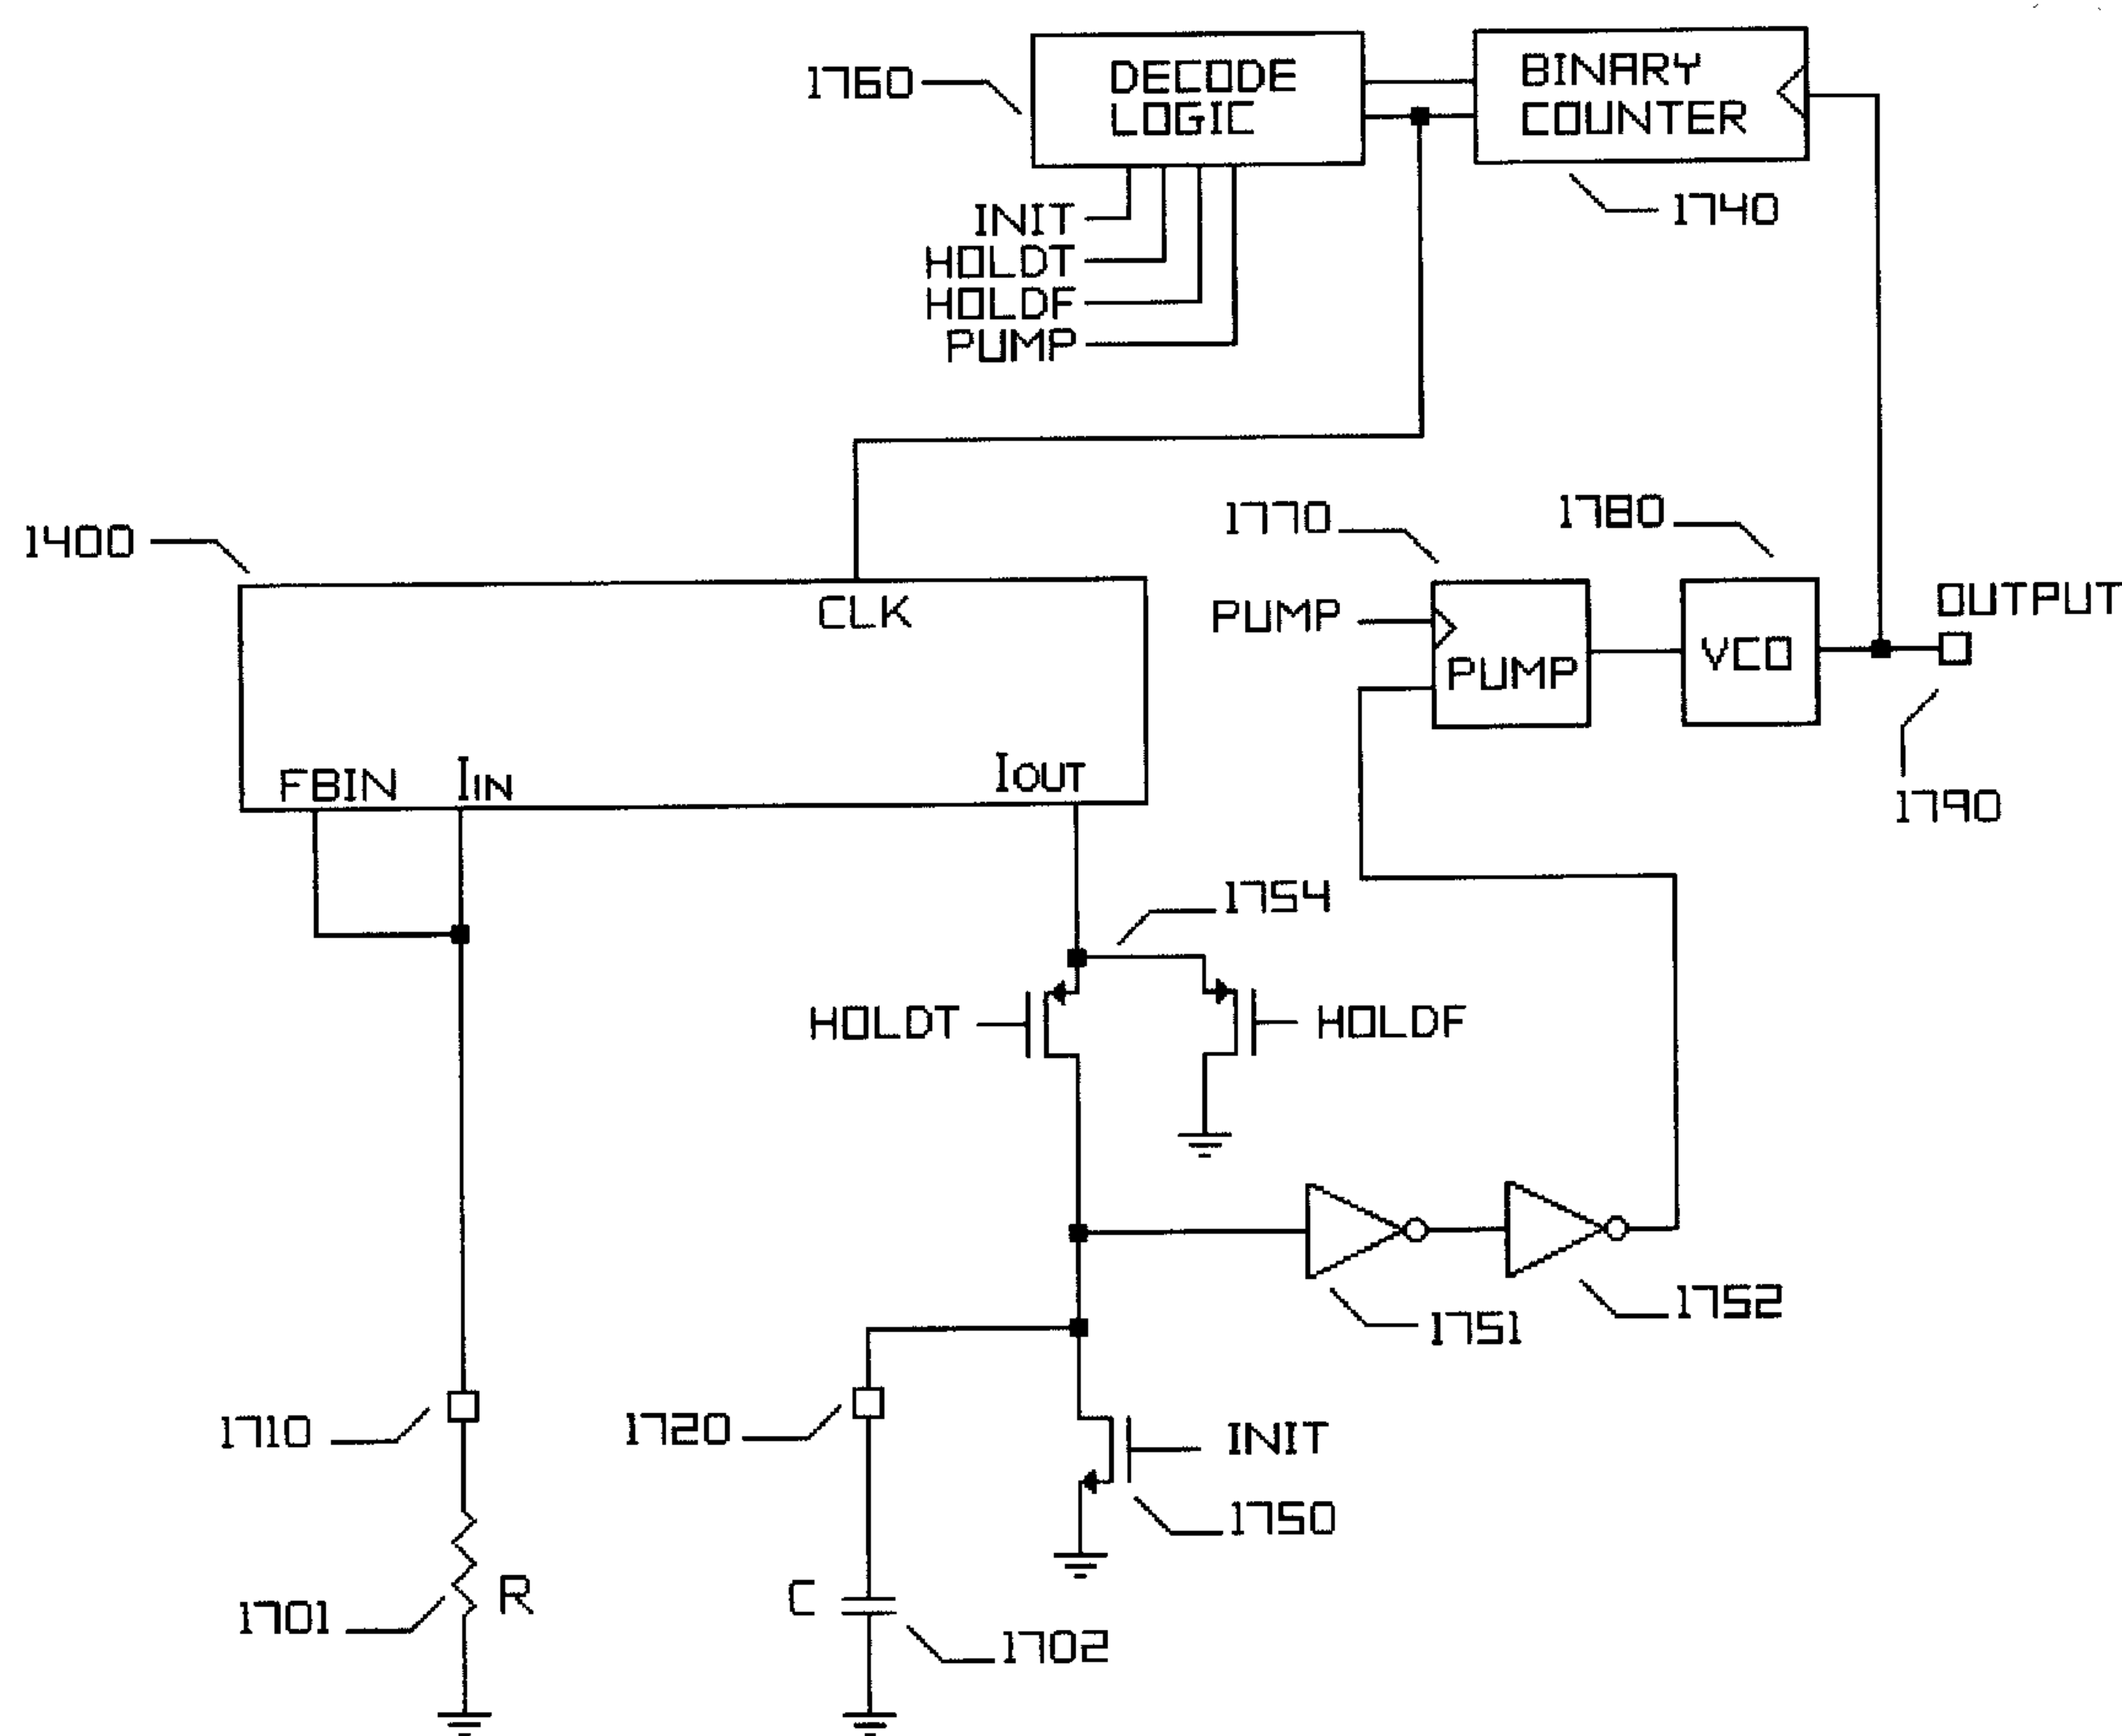 1760
DECODE
LOGIC
BINARY
COUNTER
1740
INIT
HOLDT
HOLDF
PUMP
1400
CLK
FBIN
IIN
IOUT
1770
1780
PUMP
PUMP
VCO
OUTPUT
1790
1754
HOLDT
HOLDF
1751
1752
1710
1720
INIT
1750
1701
R
C
1702